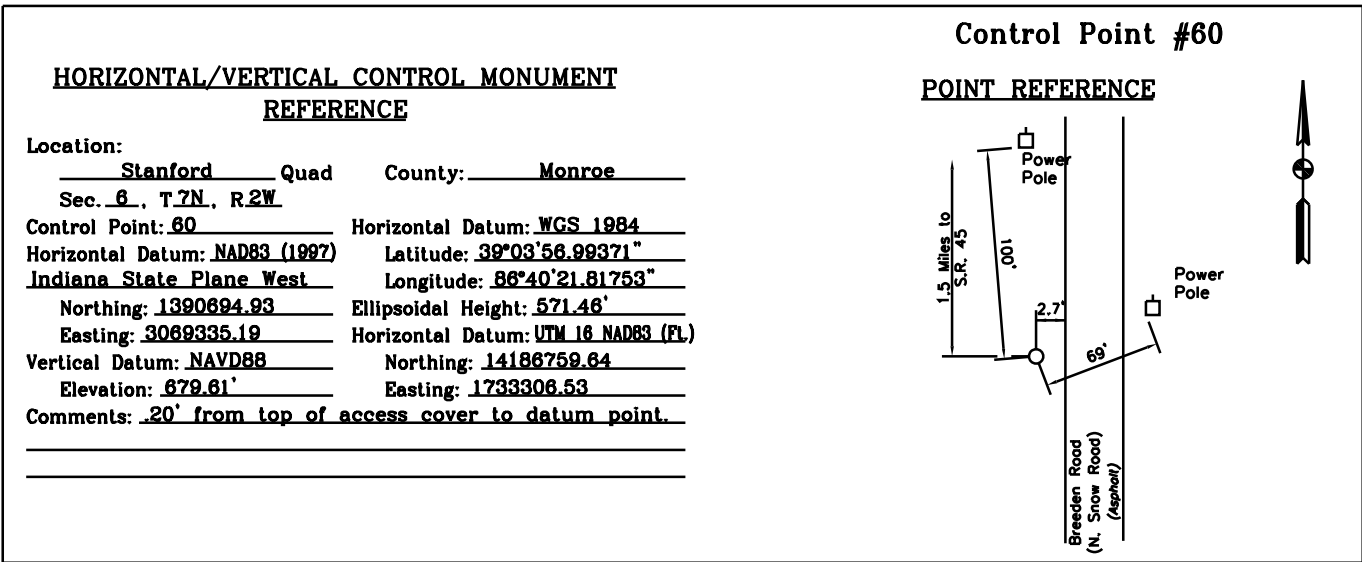 Control Point #60
HORIZONTAL/VERTICAL CONTROL MONUMENT
REFERENCE
Location:
Stanford Quad County: Monroe
Sec. 6 , T 7N , R 2W
Control Point: 60 Horizontal Datum: WGS 1984
Horizontal Datum: NAD83 (1997) Latitude: 39°03'56.99371"
Indiana State Plane West Longitude: 86°40'21.81753"
Northing: 1390694.93 Ellipsoidal Height: 571.46'
Easting: 3069335.19 Horizontal Datum: UTM 16 NAD83 (Ft.)
Vertical Datum: NAVD88 Northing: 14186759.64
Elevation: 679.61' Easting: 1733306.53
Comments: .20' from top of access cover to datum point.
POINT REFERENCE
Power
Pole
1.5 Miles to
S.R. 45
100'
Power
Pole
2.7'
69'
Breeden Road
(N. Snow Road)
(Asphalt)